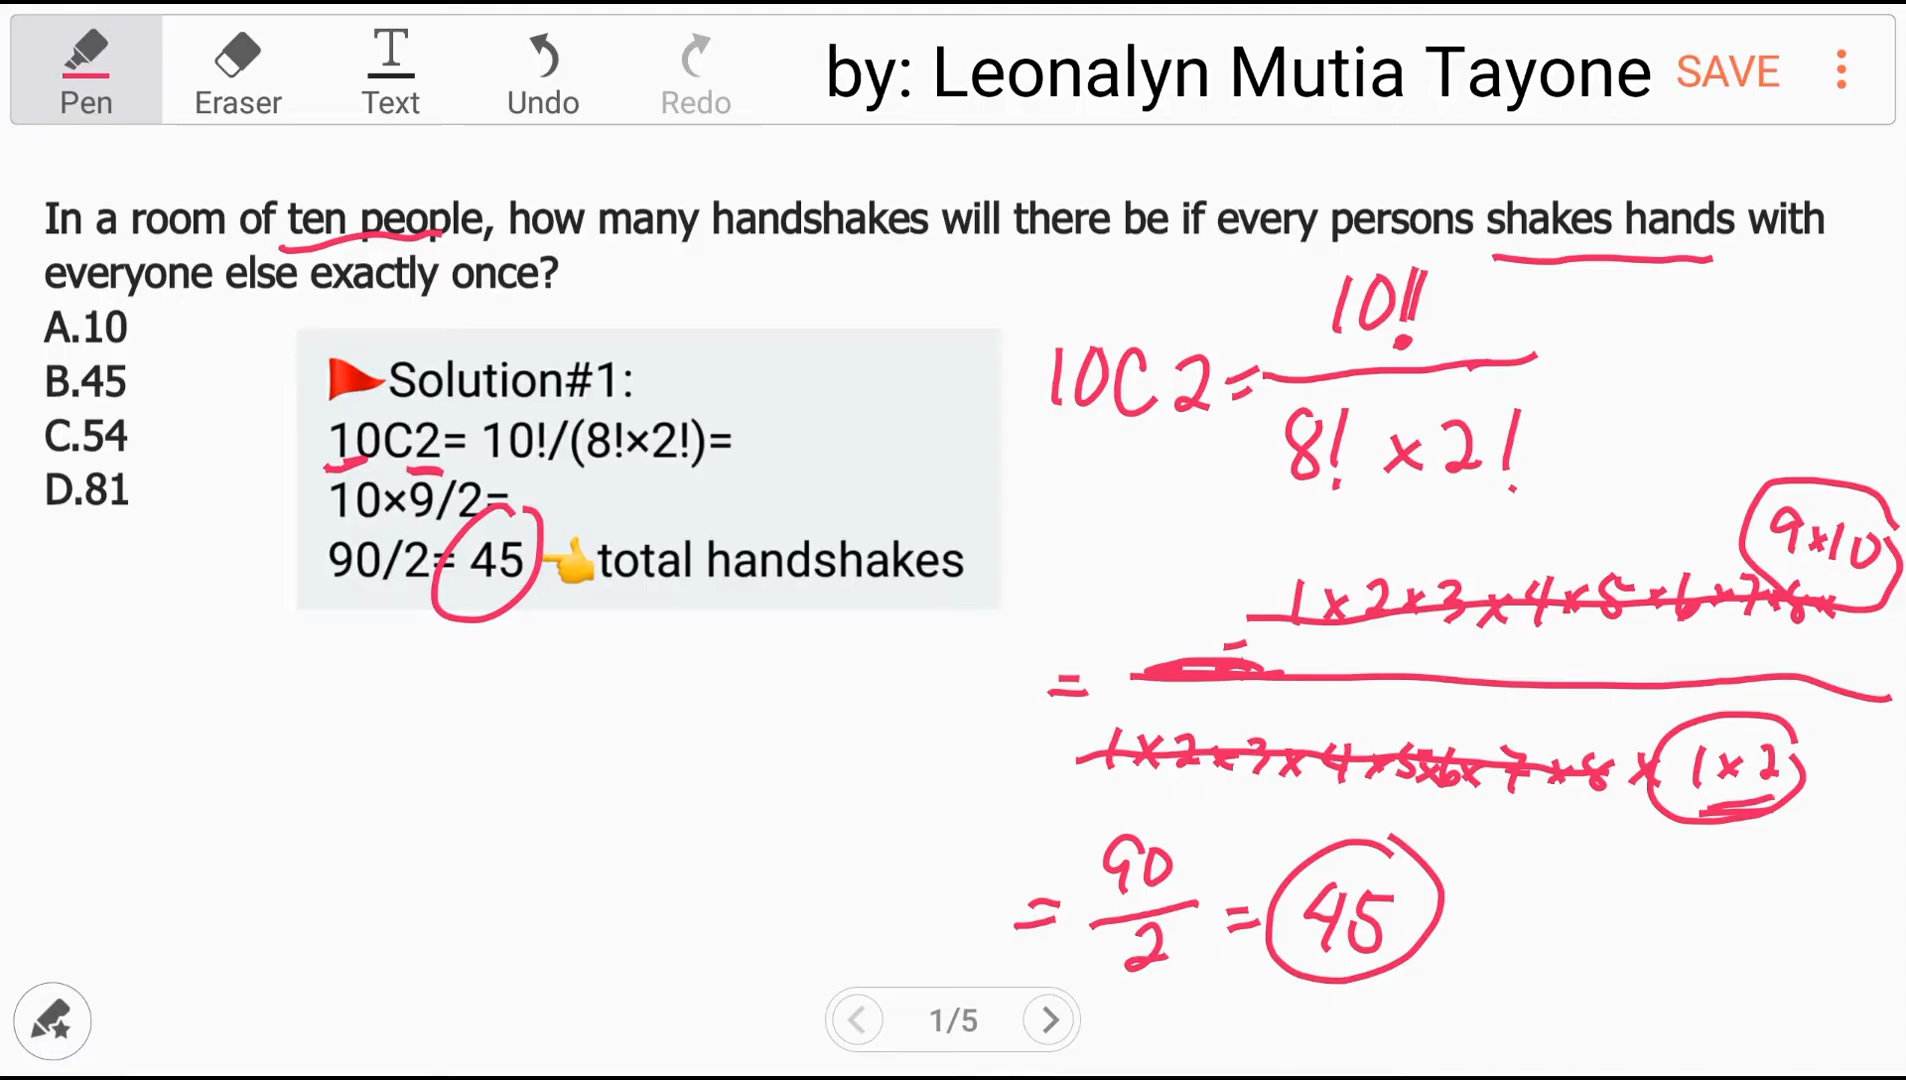 Pen
Eraser
Text
Undo
Redo
by: Leonalyn Mutia Tayone
SAVE
In a room of ten people, how many handshakes will there be if every persons shakes hands with
everyone else exactly once?
A.10
B.45
C.54
D.81
Solution#1:
10C2= 10!/(8!×2!)=
10×9/2=
90/2= 45 total handshakes
10!
10C2=
8! × 2!
1×2×3×4×5×6×7×8× 9×10
=
1×2×3×4×5×6×7×8 × 1×2
90
= = 45
2
1/5